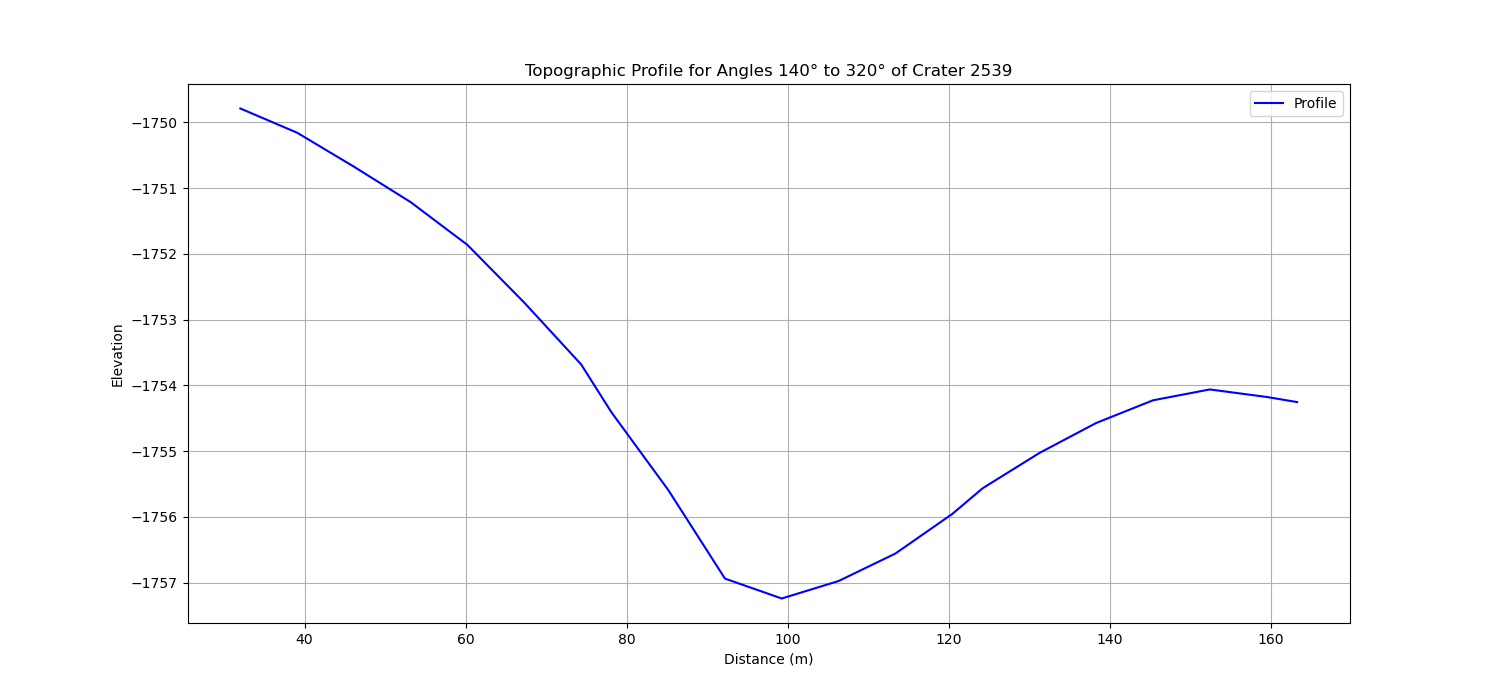 Topographic Profile for Angles 140° to 320° of Crater 2539
Profile
−1750
−1751
−1752
−1753
−1754
−1755
−1756
−1757
Elevation
40 60 80 100 120 140 160
Distance (m)